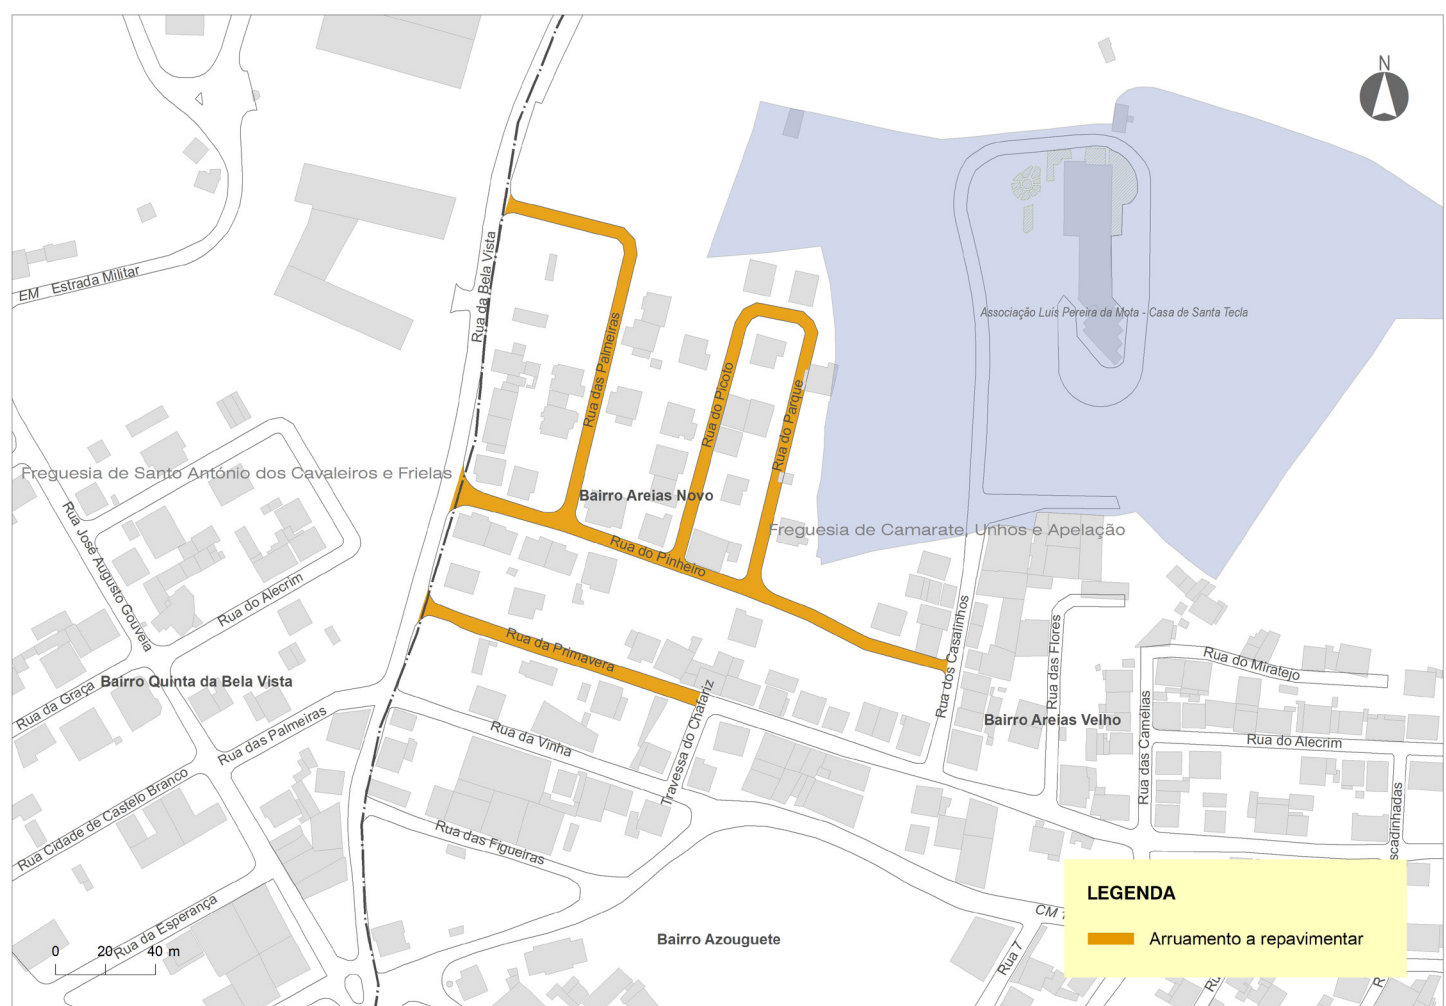 N
EM Estrada Militar
Rua da Bela Vista
Associação Luis Pereira da Mota - Casa de Santa Tecla
Rua das Palmeiras
Rua do Picoto
Rua do Parque
Freguesia de Santo António dos Cavaleiros e Frielas
Bairro Areias Novo
Freguesia de Camarate, Unhos e Apelação
Rua José Augusto Gouveia
Rua do Alecrim
Rua do Pinheiro
Rua da Primavera
Rua dos Casalinhos
Rua das Flores
Rua do Miratejo
Rua da Graça
Bairro Quinta da Bela Vista
Rua das Palmeiras
Rua da Vinha
Travessa do Chafariz
Bairro Areias Velho
Rua das Camélias
Rua do Alecrim
Rua Cidade de Castelo Branco
Rua das Figueiras
scadinhadas
Rua da Esperança
Bairro Azouguete
CM 1
Rua 7
Ru
R
0 20 40 m
LEGENDA
Arruamento a repavimentar